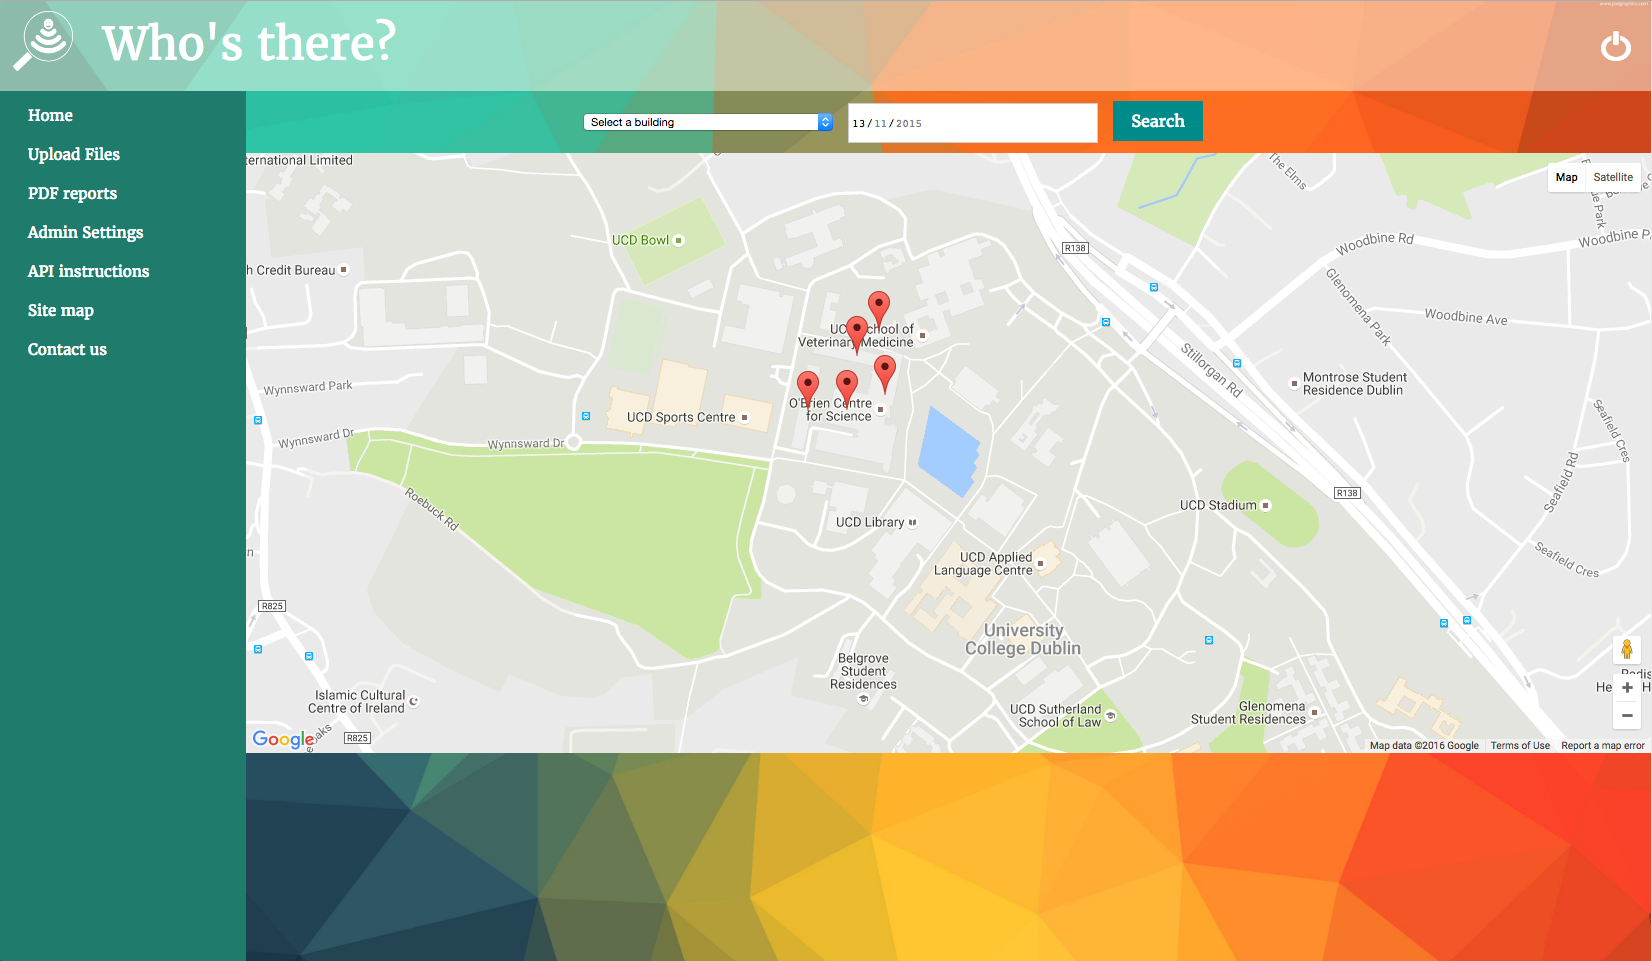 www.psdgraphics.com
Who's there?
Home
Upload Files
PDF reports
Admin Settings
API instructions
Site map
Contact us
Select a building
13/11/2015
Search
ternational Limited
The Elms
Map
Satellite
UCD Bowl
R138
Woodbine Rd
Woodbine P
h Credit Bureau
Glenomena Park
Woodbine Ave
School of
Veterinary Medicine
Stillorgan Rd
Montrose Student
Residence Dublin
Wynnsward Park
O'Brien Centre
for Science
UCD Sports Centre
Wynnsward Dr
Wynnsward Dr
Seafield Cres
Seafield Rd
Roebuck Rd
R138
UCD Stadium
UCD Library
Seafield Cres
UCD Applied
Language Centre
R825
University
College Dublin
Belgrove
Student
Residences
Islamic Cultural
Centre of Ireland
UCD Sutherland
School of Law
Glenomena
Student Residences
R825
Google
Map data ©2016 Google
Terms of Use
Report a map error